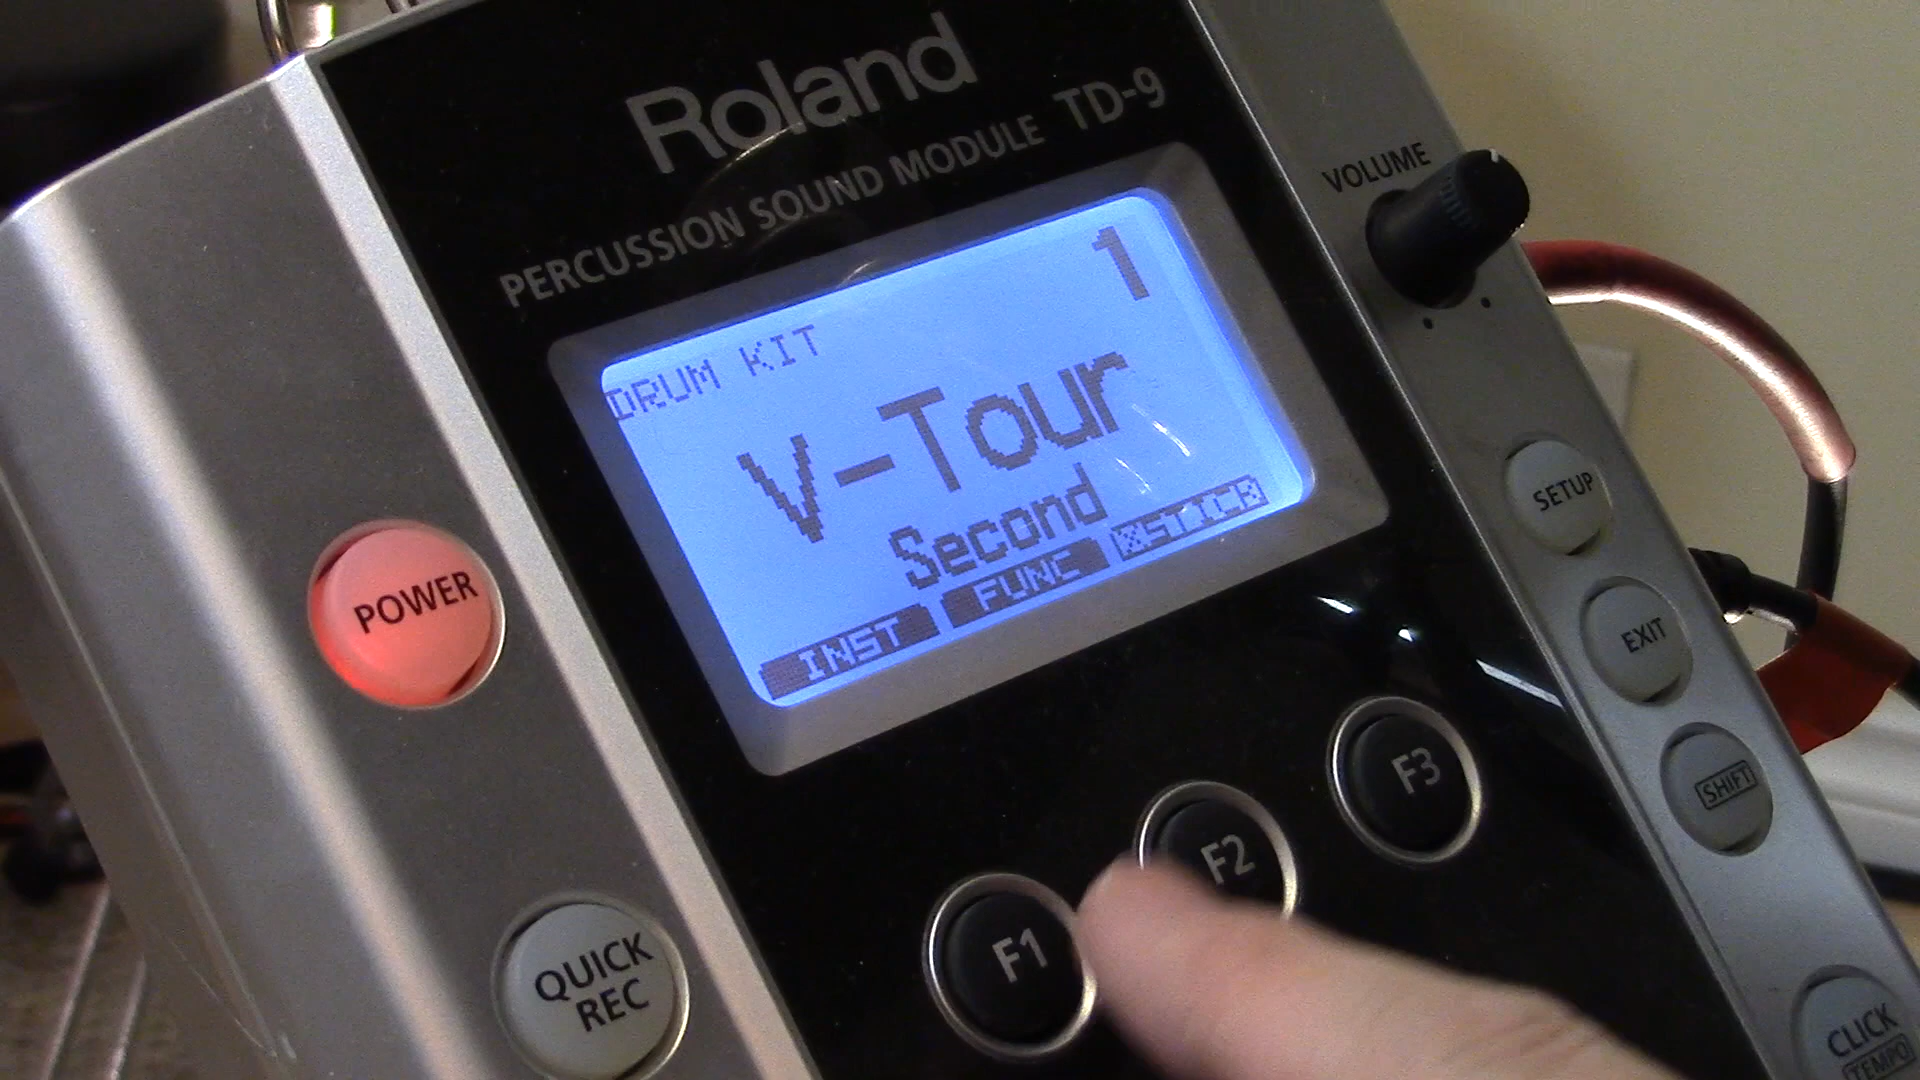 Roland
PERCUSSION SOUND MODULE TD-9
VOLUME
1
DRUM KIT
V-Tour
Second
INST FUNC XSTICK
POWER
SETUP
EXIT
SHIFT
F1 F2 F3
QUICK
REC
CLICK
TEMPO